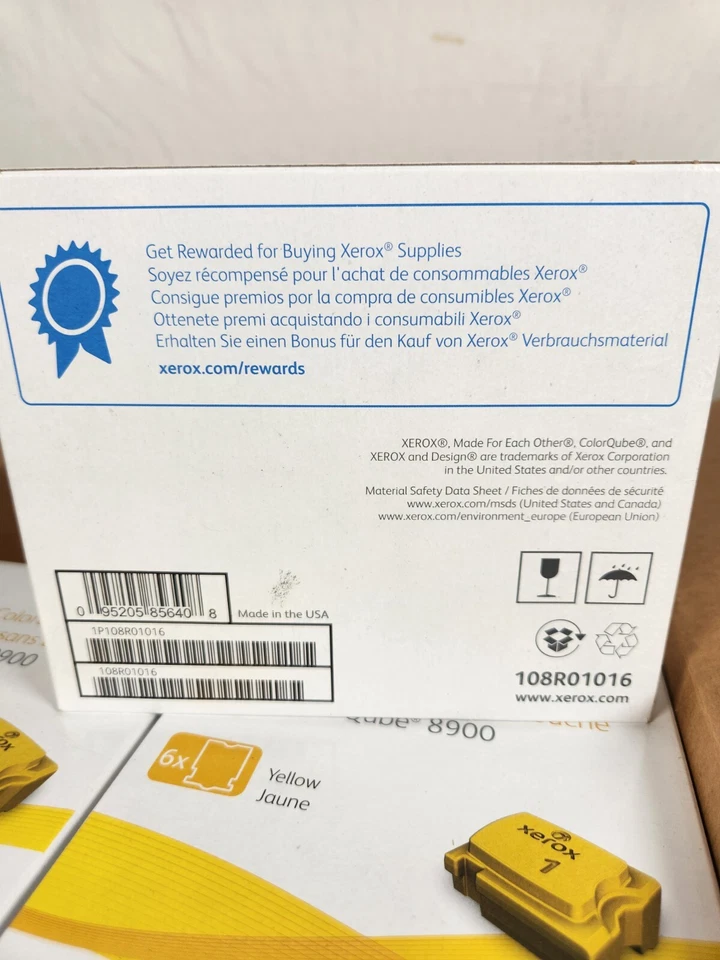 Get Rewarded for Buying Xerox® Supplies
Soyez récompensé pour l'achat de consommables Xerox®
Consigue premios por la compra de consumibles Xerox®
Ottenete premi acquistando i consumabili Xerox®
Erhalten Sie einen Bonus für den Kauf von Xerox® Verbrauchsmaterial
xerox.com/rewards
XEROX®, Made For Each Other®, ColorQube®, and
XEROX and Design® are trademarks of Xerox Corporation
in the United States and/or other countries.
Material Safety Data Sheet / Fiches de données de sécurité
www.xerox.com/msds (United States and Canada)
www.xerox.com/environment_europe (European Union)
0 95205 85640 8
Made in the USA
1P108R01016
108R01016
108R01016
www.xerox.com
8900
6x
Yellow
Jaune
xerox
1